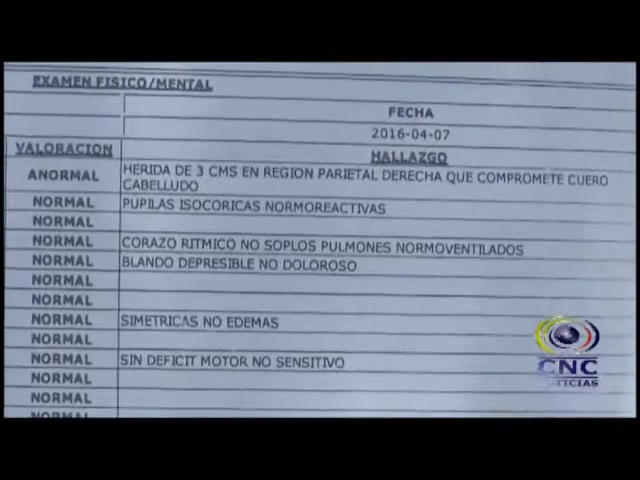 EXAMEN FISICO/MENTAL
FECHA
2016-04-07
VALORACION HALLAZGO
ANORMAL HERIDA DE 3 CMS EN REGION PARIETAL DERECHA QUE COMPROMETE CUERO
CABELLUDO
NORMAL PUPILAS ISOCORICAS NORMOREACTIVAS
NORMAL
NORMAL CORAZO RITMICO NO SOPLOS PULMONES NORMOVENTILADOS
NORMAL BLANDO DEPRESIBLE NO DOLOROSO
NORMAL
NORMAL
NORMAL SIMETRICAS NO EDEMAS
NORMAL
NORMAL SIN DEFICIT MOTOR NO SENSITIVO
NORMAL
NORMAL
NORMAL
CNC
NOTICIAS